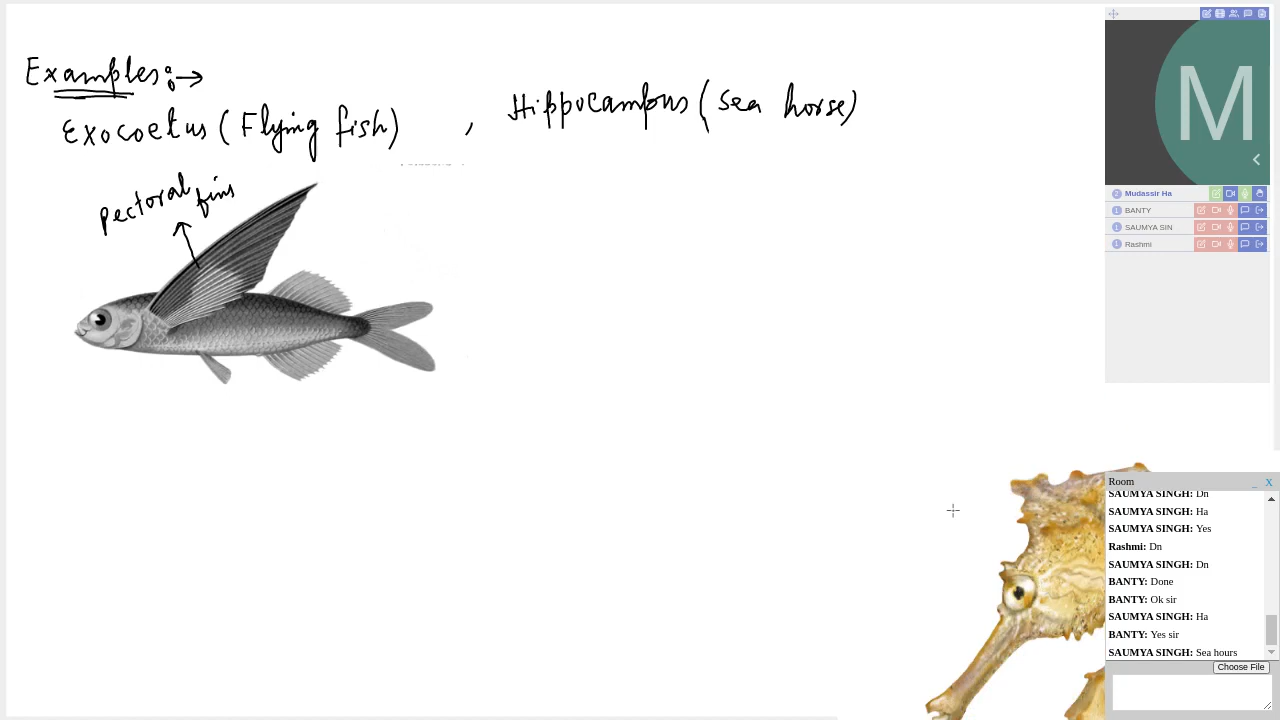 Examples:→
Exocoetus (Flying fish) , Hippocampus (Sea horse)
Pectoral fins
M
Mudassir Ha
BANTY
SAUMYA SIN
Rashmi
Room
_ X
SAUMYA SINGH: Dn
SAUMYA SINGH: Ha
SAUMYA SINGH: Yes
Rashmi: Dn
SAUMYA SINGH: Dn
BANTY: Done
BANTY: Ok sir
SAUMYA SINGH: Ha
BANTY: Yes sir
SAUMYA SINGH: Sea hours
Choose File